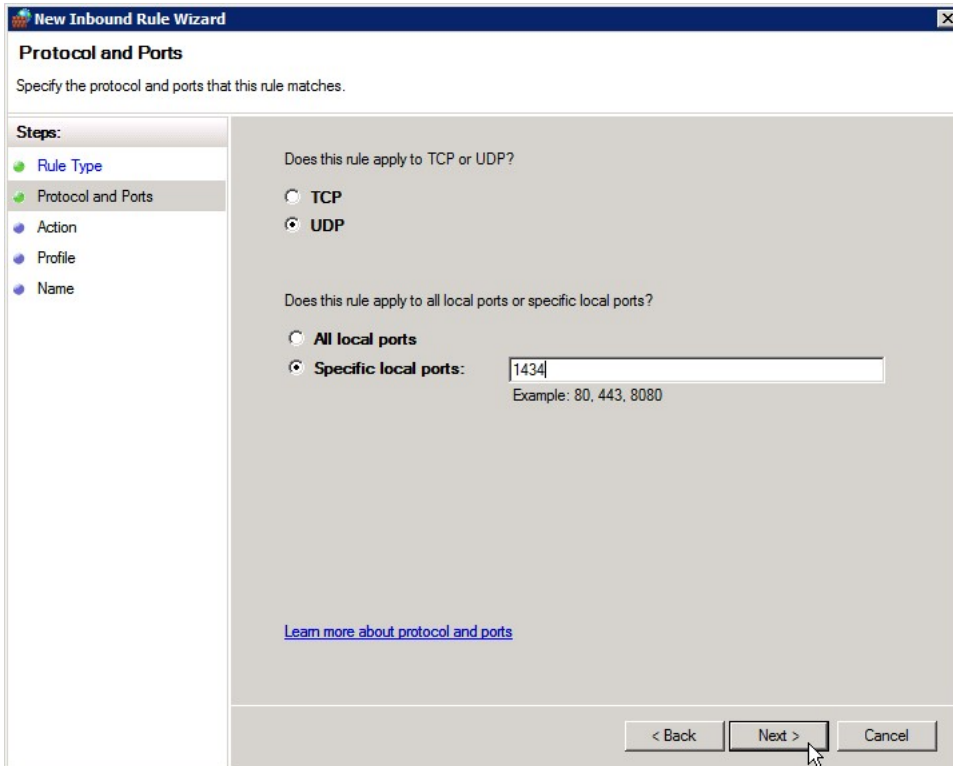 New Inbound Rule Wizard
Protocol and Ports
Specify the protocol and ports that this rule matches.
Steps:
Rule Type
Protocol and Ports
Action
Profile
Name
Does this rule apply to TCP or UDP?
TCP
UDP
Does this rule apply to all local ports or specific local ports?
All local ports
Specific local ports: 1434
Example: 80, 443, 8080
Learn more about protocol and ports
< Back Next > Cancel